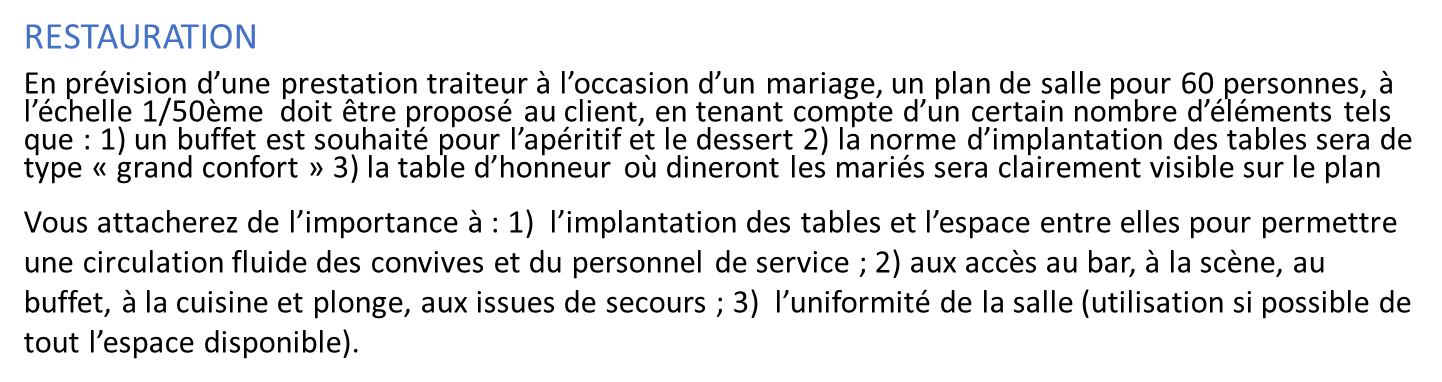 RESTAURATION
En prévision d’une prestation traiteur à l’occasion d’un mariage, un plan de salle pour 60 personnes, à
l’échelle 1/50ème  doit être proposé au client, en tenant compte d’un certain nombre d’éléments tels
que : 1) un buffet est souhaité pour l’apéritif et le dessert 2) la norme d’implantation des tables sera de
type « grand confort » 3) la table d’honneur  où dineront les mariés sera clairement visible sur le plan
Vous attacherez de l’importance à : 1)  l’implantation des tables et l’espace entre elles pour permettre
une circulation fluide des convives et du personnel de service ; 2) aux accès au bar, à la scène, au
buffet, à la cuisine et plonge, aux issues de secours ; 3)  l’uniformité de la salle (utilisation si possible de
tout l’espace disponible).